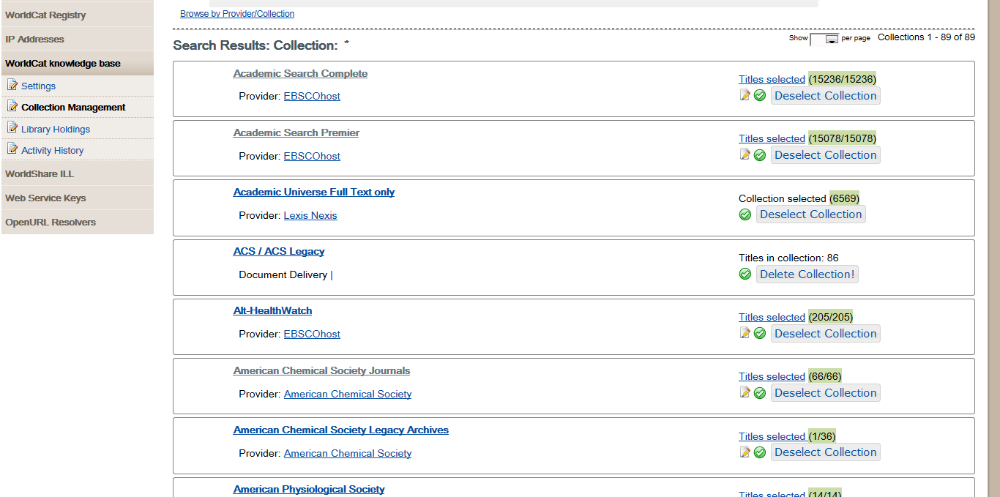 WorldCat Registry
IP Addresses
WorldCat knowledge base
Settings
Collection Management
Library Holdings
Activity History
WorldShare ILL
Web Service Keys
OpenURL Resolvers
Browse by Provider/Collection
Show per page Collections 1 - 89 of 89
Search Results: Collection: *
Academic Search Complete
Provider: EBSCOhost
Titles selected (15236/15236)
Deselect Collection
Academic Search Premier
Provider: EBSCOhost
Titles selected (15078/15078)
Deselect Collection
Academic Universe Full Text only
Provider: Lexis Nexis
Collection selected (6569)
Deselect Collection
ACS / ACS Legacy
Document Delivery |
Titles in collection: 86
Delete Collection!
Alt-HealthWatch
Provider: EBSCOhost
Titles selected (205/205)
Deselect Collection
American Chemical Society Journals
Provider: American Chemical Society
Titles selected (66/66)
Deselect Collection
American Chemical Society Legacy Archives
Provider: American Chemical Society
Titles selected (1/36)
Deselect Collection
American Physiological Society
Titles selected (14/14)